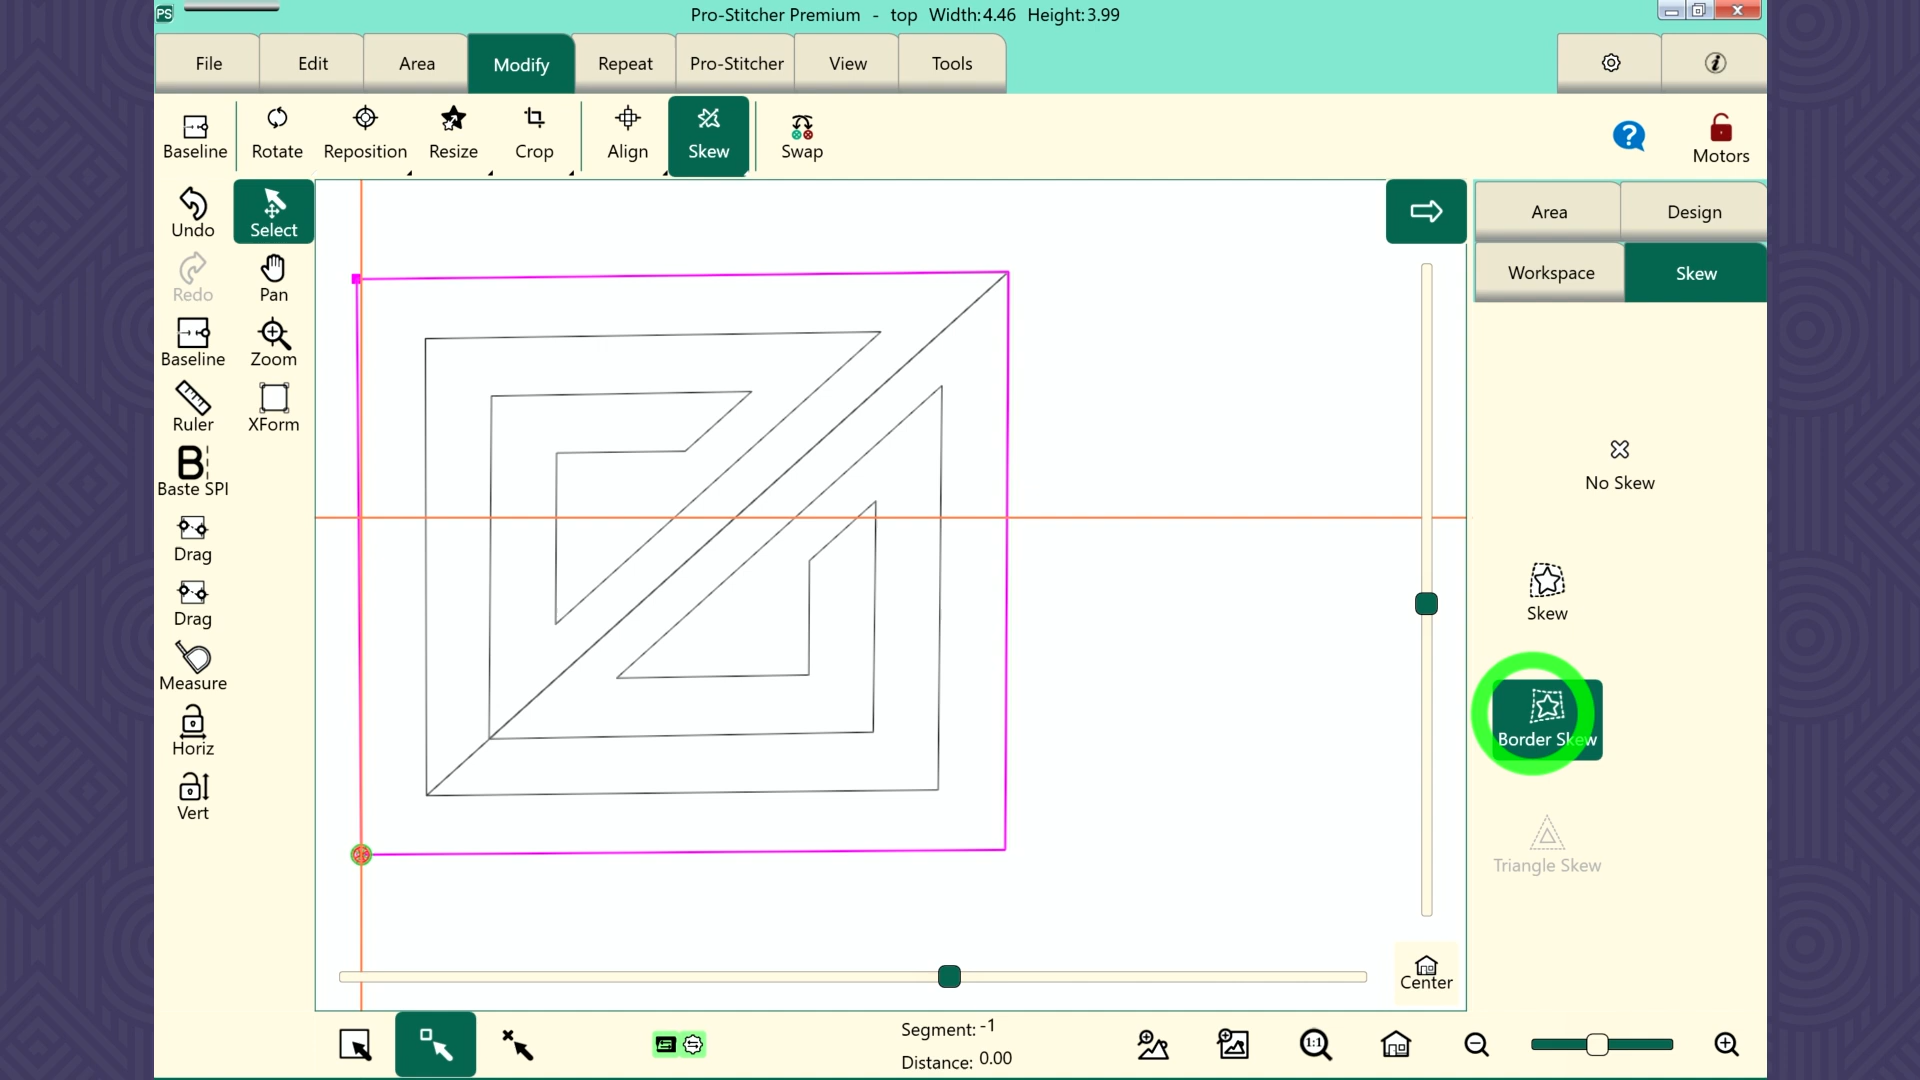 PS
Pro-Stitcher Premium - top Width:4.46 Height:3.99
File Edit Area Modify Repeat Pro-Stitcher View Tools
Baseline Rotate Reposition Resize Crop Align Skew Swap
Motors
Undo Select
Redo Pan
Baseline Zoom
Ruler XForm
B
Baste SPI
Drag
Drag
Measure
Horiz
Vert
Area Design
Workspace Skew
No Skew
Skew
Border Skew
Triangle Skew
Center
Segment: -1
Distance: 0.00
1:1